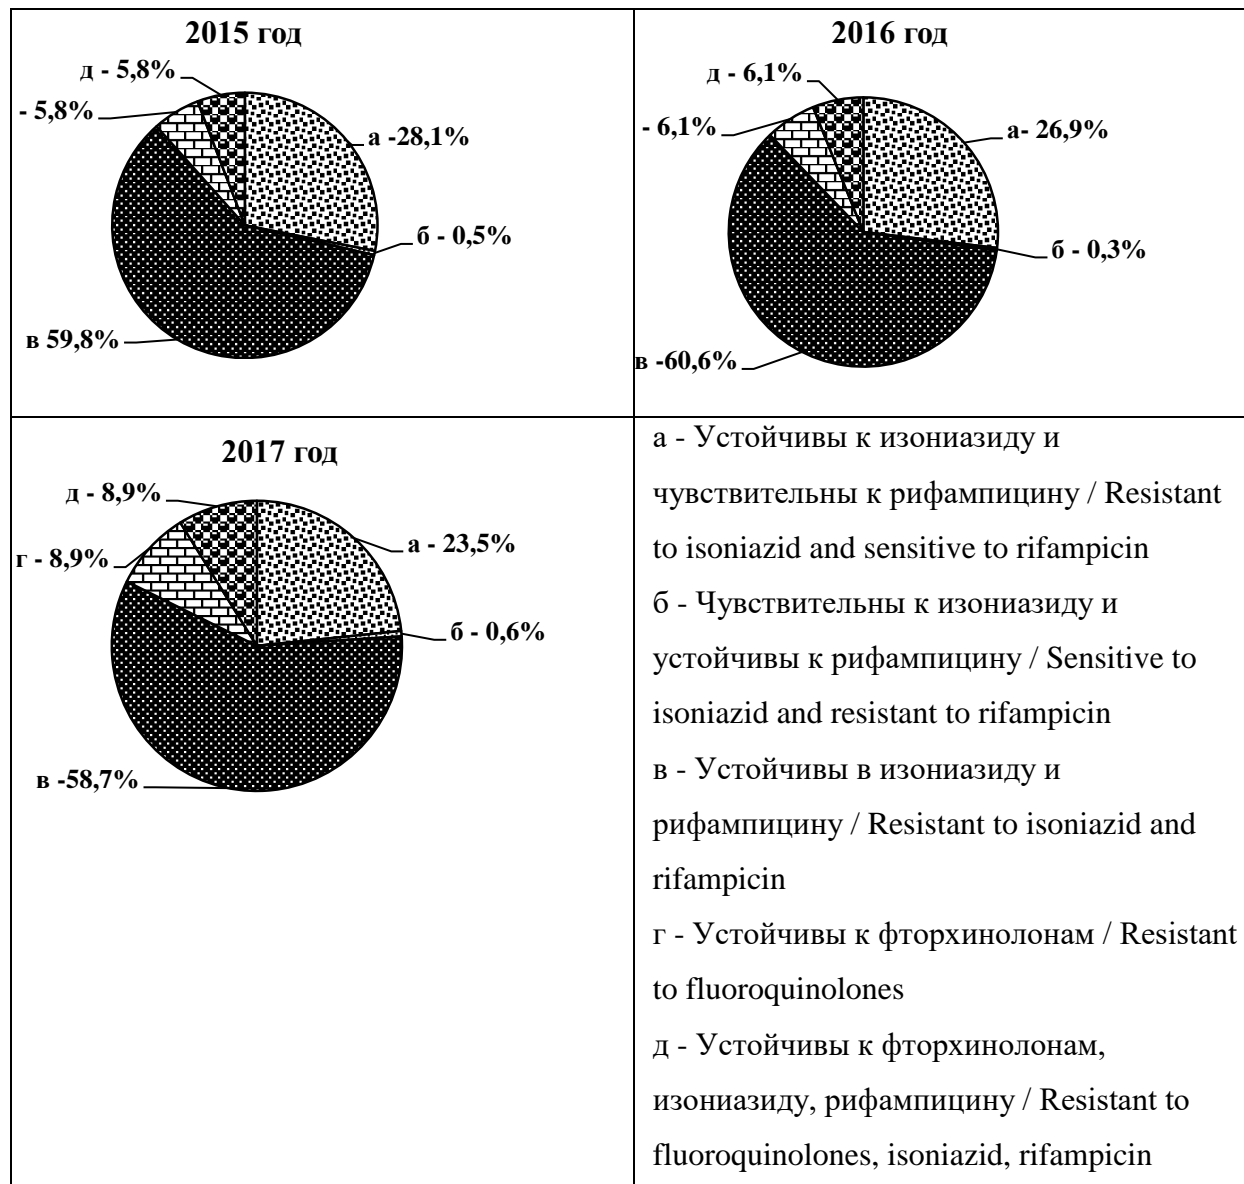 2015 год
д - 5,8%
- 5,8%
а -28,1%
б - 0,5%
в 59,8%
2016 год
д - 6,1%
- 6,1%
а- 26,9%
б - 0,3%
в -60,6%
2017 год
д - 8,9%
г - 8,9%
а - 23,5%
б - 0,6%
в -58,7%
а - Устойчивы к изониазиду и
чувствительны к рифампицину / Resistant
to isoniazid and sensitive to rifampicin
б - Чувствительны к изониазиду и
устойчивы к рифампицину / Sensitive to
isoniazid and resistant to rifampicin
в - Устойчивы в изониазиду и
рифампицину / Resistant to isoniazid and
rifampicin
г - Устойчивы к фторхинолонам / Resistant
to fluoroquinolones
д - Устойчивы к фторхинолонам,
изониазиду, рифампицину / Resistant to
fluoroquinolones, isoniazid, rifampicin